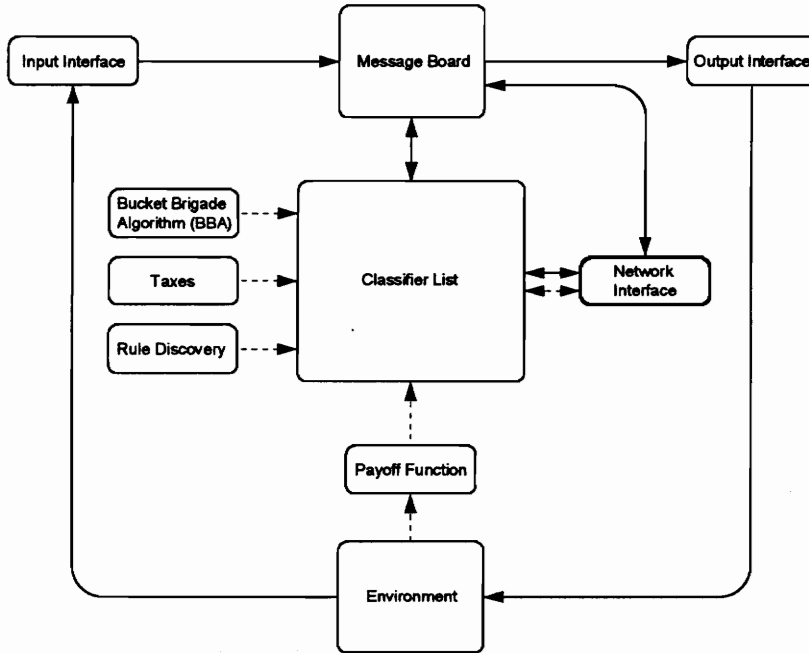 Input Interface
Message Board
Output Interface
Bucket Brigade
Algorithm (BBA)
Taxes
Classifier List
Network
Interface
Rule Discovery
Payoff Function
Environment